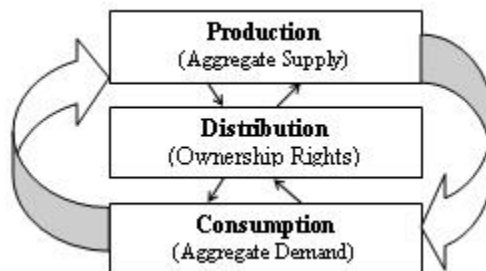 Production
(Aggregate Supply)
Distribution
(Ownership Rights)
Consumption
(Aggregate Demand)